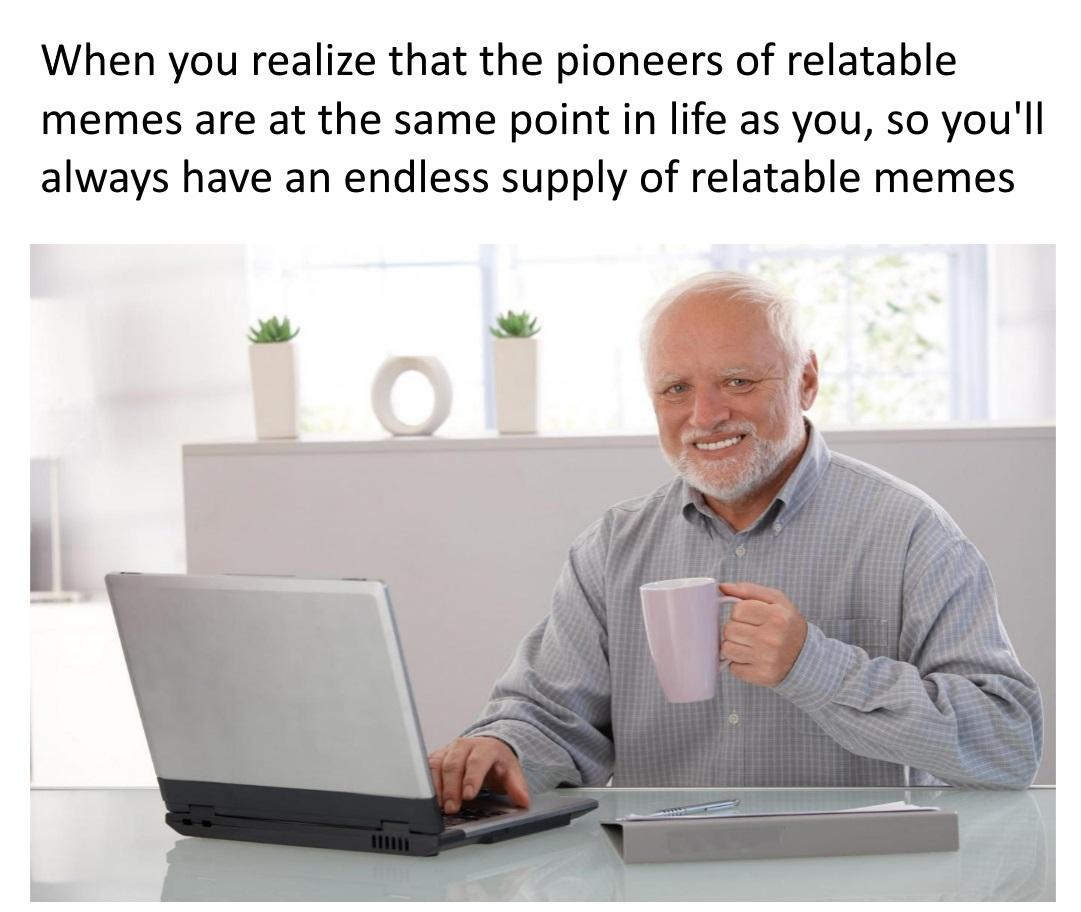 When you realize that the pioneers of relatable
memes are at the same point in life as you, so you'll
always have an endless supply of relatable memes